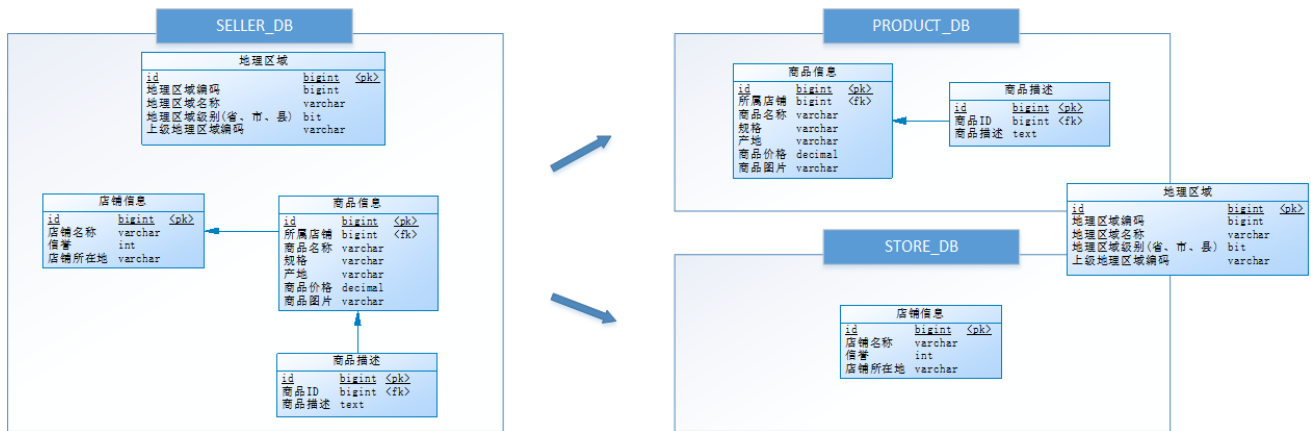 SELLER_DB
地理区域
id bigint <pk>
地理区域编码 bigint
地理区域名称 varchar
地理区域级别(省、市、县) bit
上级地理区域编码 varchar
店铺信息
id bigint <pk>
店铺名称 varchar
信誉 int
店铺所在地 varchar
商品信息
id bigint <pk>
所属店铺 bigint <fk>
商品名称 varchar
规格 varchar
产地 varchar
商品价格 decimal
商品图片 varchar
商品描述
id bigint <pk>
商品ID bigint <fk>
商品描述 text
PRODUCT_DB
商品信息
id bigint <pk>
所属店铺 bigint <fk>
商品名称 varchar
规格 varchar
产地 varchar
商品价格 decimal
商品图片 varchar
商品描述
id bigint <pk>
商品ID bigint <fk>
商品描述 text
地理区域
id bigint <pk>
地理区域编码 bigint
地理区域名称 varchar
地理区域级别(省、市、县) bit
上级地理区域编码 varchar
STORE_DB
店铺信息
id bigint <pk>
店铺名称 varchar
信誉 int
店铺所在地 varchar